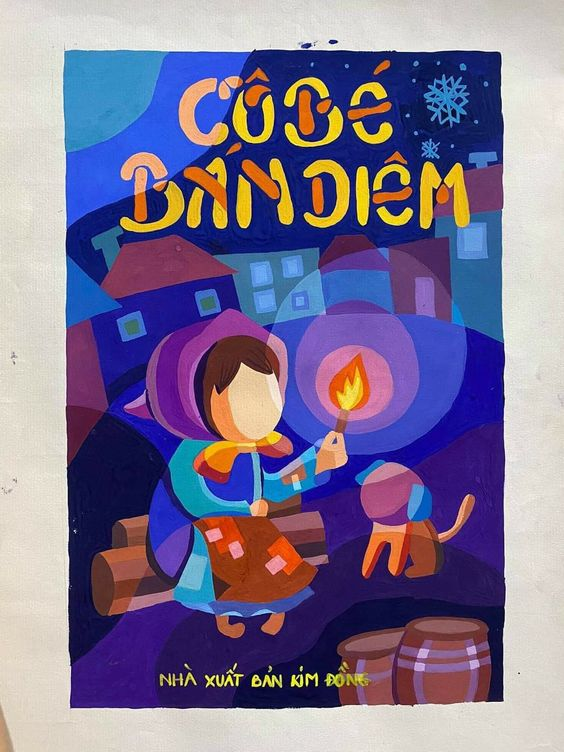 CÔ BÉ
BÁN DIÊM
NHÀ XUẤT BẢN KIM ĐỒNG